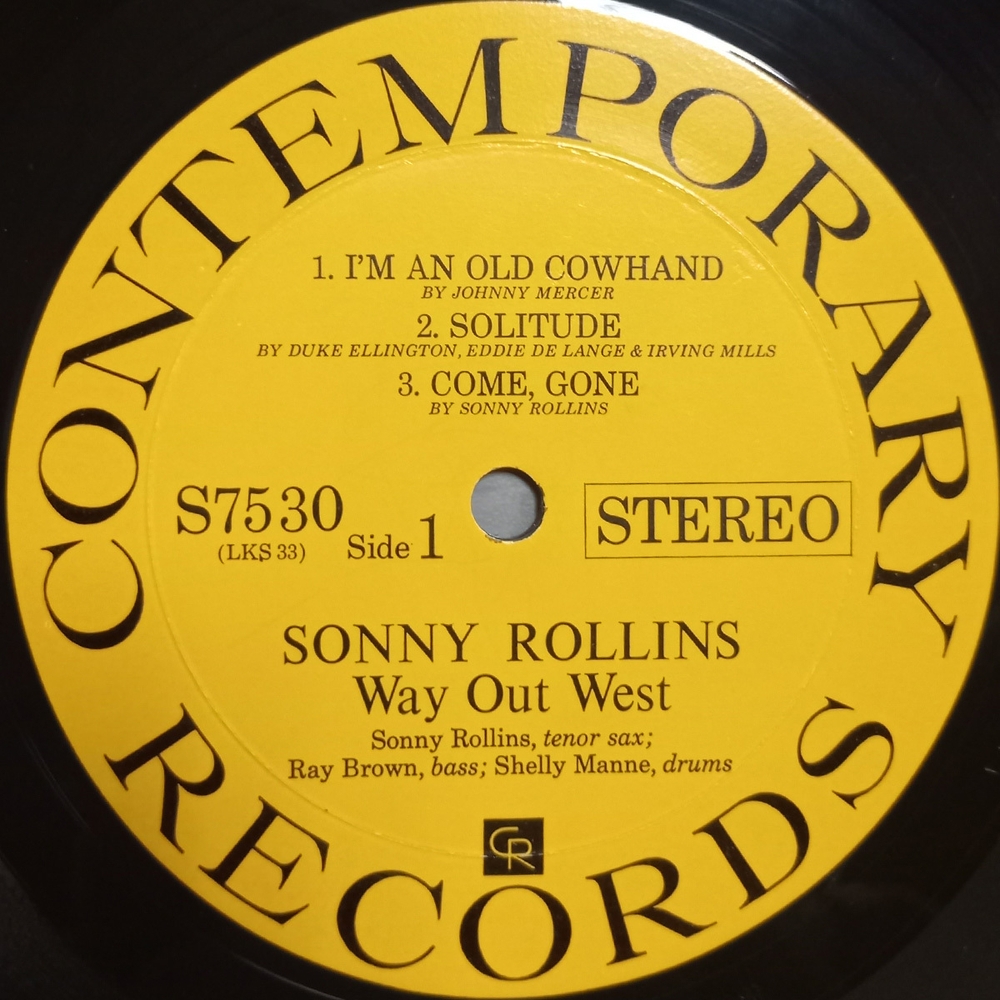 CONTEMPORARY
1. I'M AN OLD COWHAND
BY JOHNNY MERCER
2. SOLITUDE
BY DUKE ELLINGTON, EDDIE DE LANGE & IRVING MILLS
3. COME, GONE
BY SONNY ROLLINS
S7530
(LKS 33) Side 1
STEREO
SONNY ROLLINS
Way Out West
Sonny Rollins, tenor sax;
Ray Brown, bass; Shelly Manne, drums
CR
RECORDS